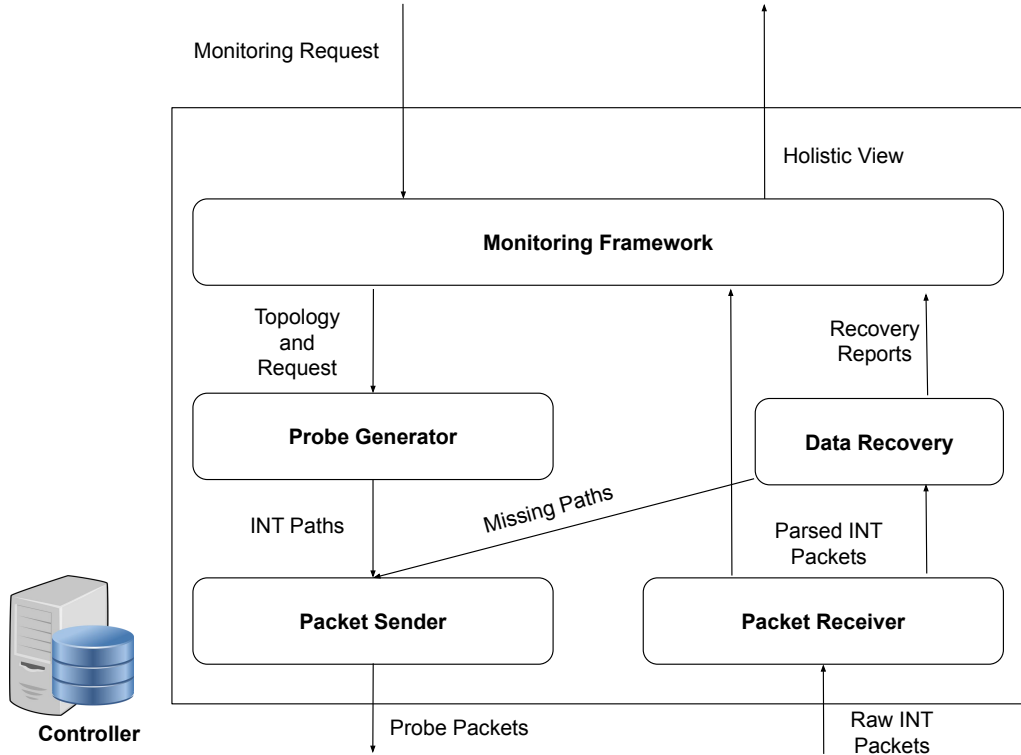 Monitoring Request
Holistic View
Monitoring Framework
Topology
and
Request
Recovery
Reports
Probe Generator
Data Recovery
INT Paths
Missing Paths
Parsed INT
Packets
Packet Sender
Packet Receiver
Controller
Probe Packets
Raw INT
Packets